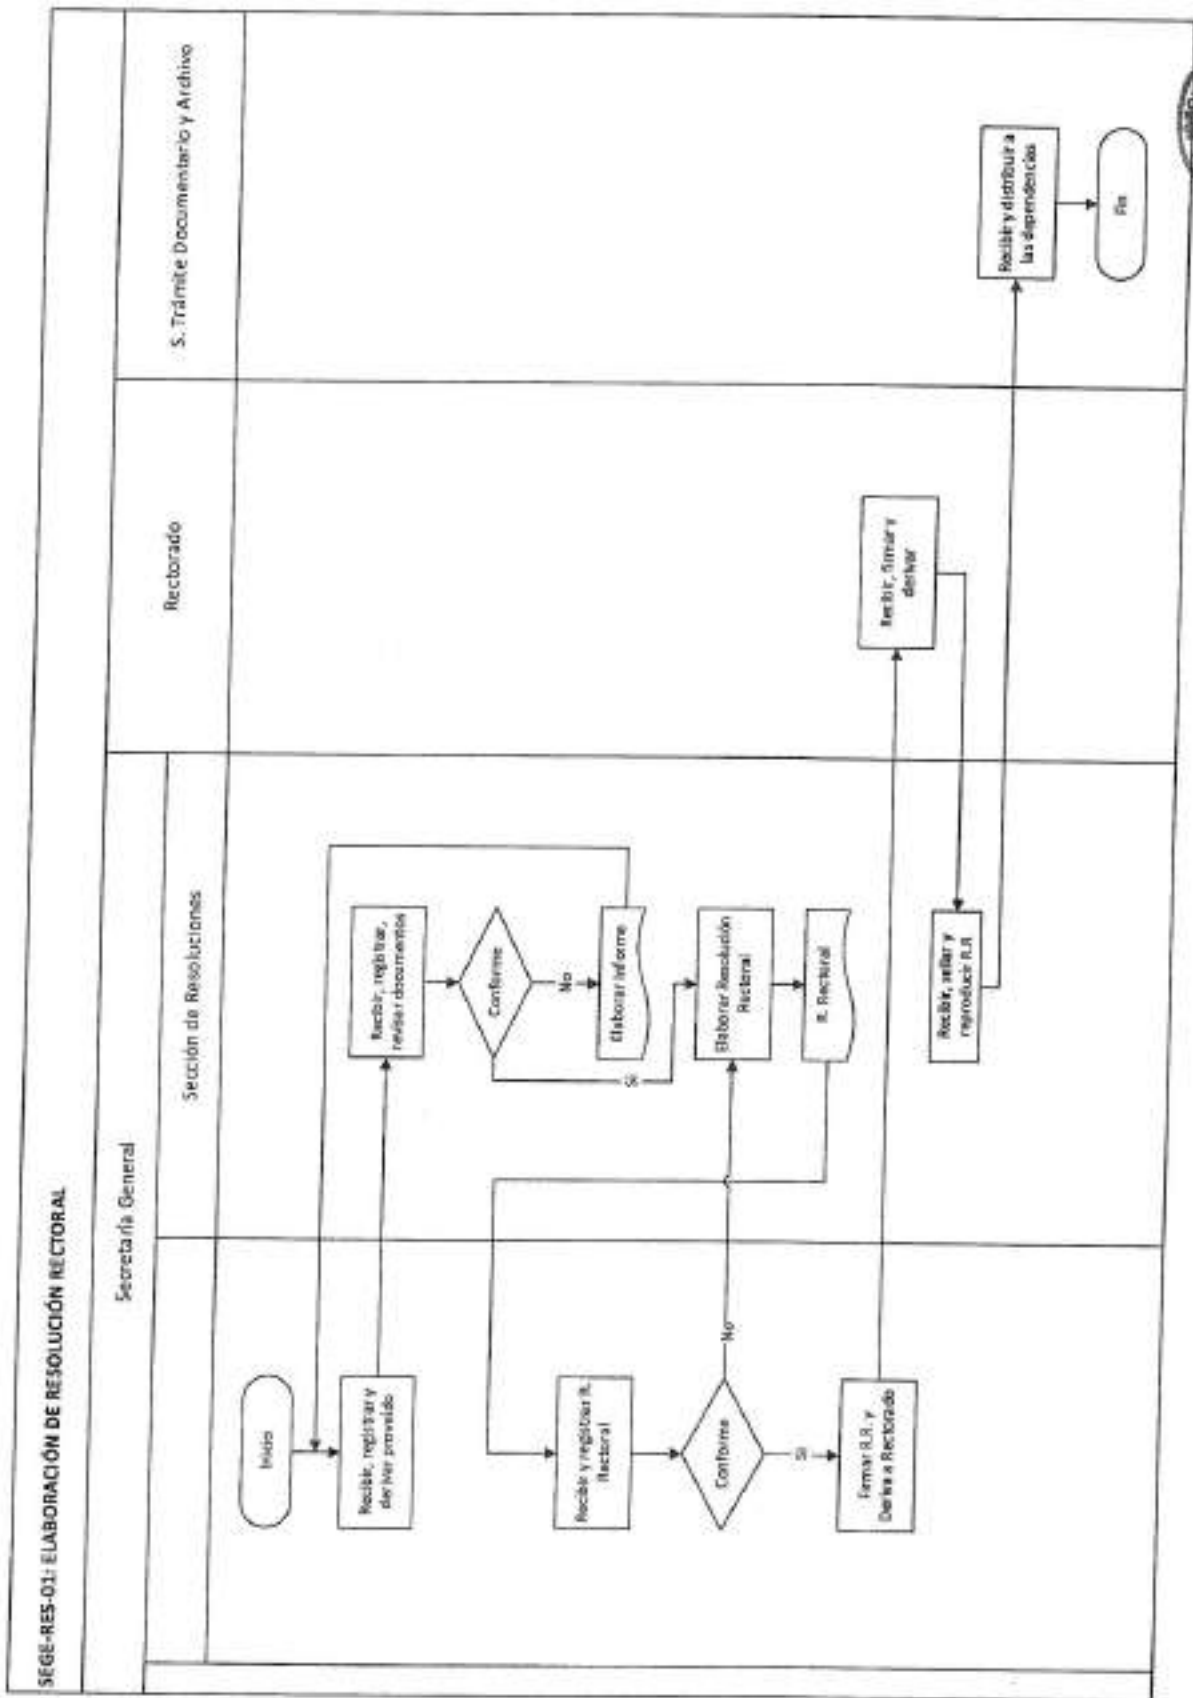 SEGE-RES-01: ELABORACIÓN DE RESOLUCIÓN RECTORAL
Secretaría General
Sección de Resoluciones
Rectorado
S. Trámite Documentario y Archivo
Inicio
Recibir, registrar y
derivar proveido
Recibir, registrar,
revisar documentos
Conforme
No
Si
Elaborar Informe
Elaborar Resolución
Rectoral
R. Rectoral
Recibir y registrar R.
Rectoral
Conforme
No
Si
Firmar R.R. y
Deriva a Rectorado
Recibir, firmar y
derivar
Recibir, sellar y
reproducir R.R
Recibir y distribuir a
las dependencias
Fin